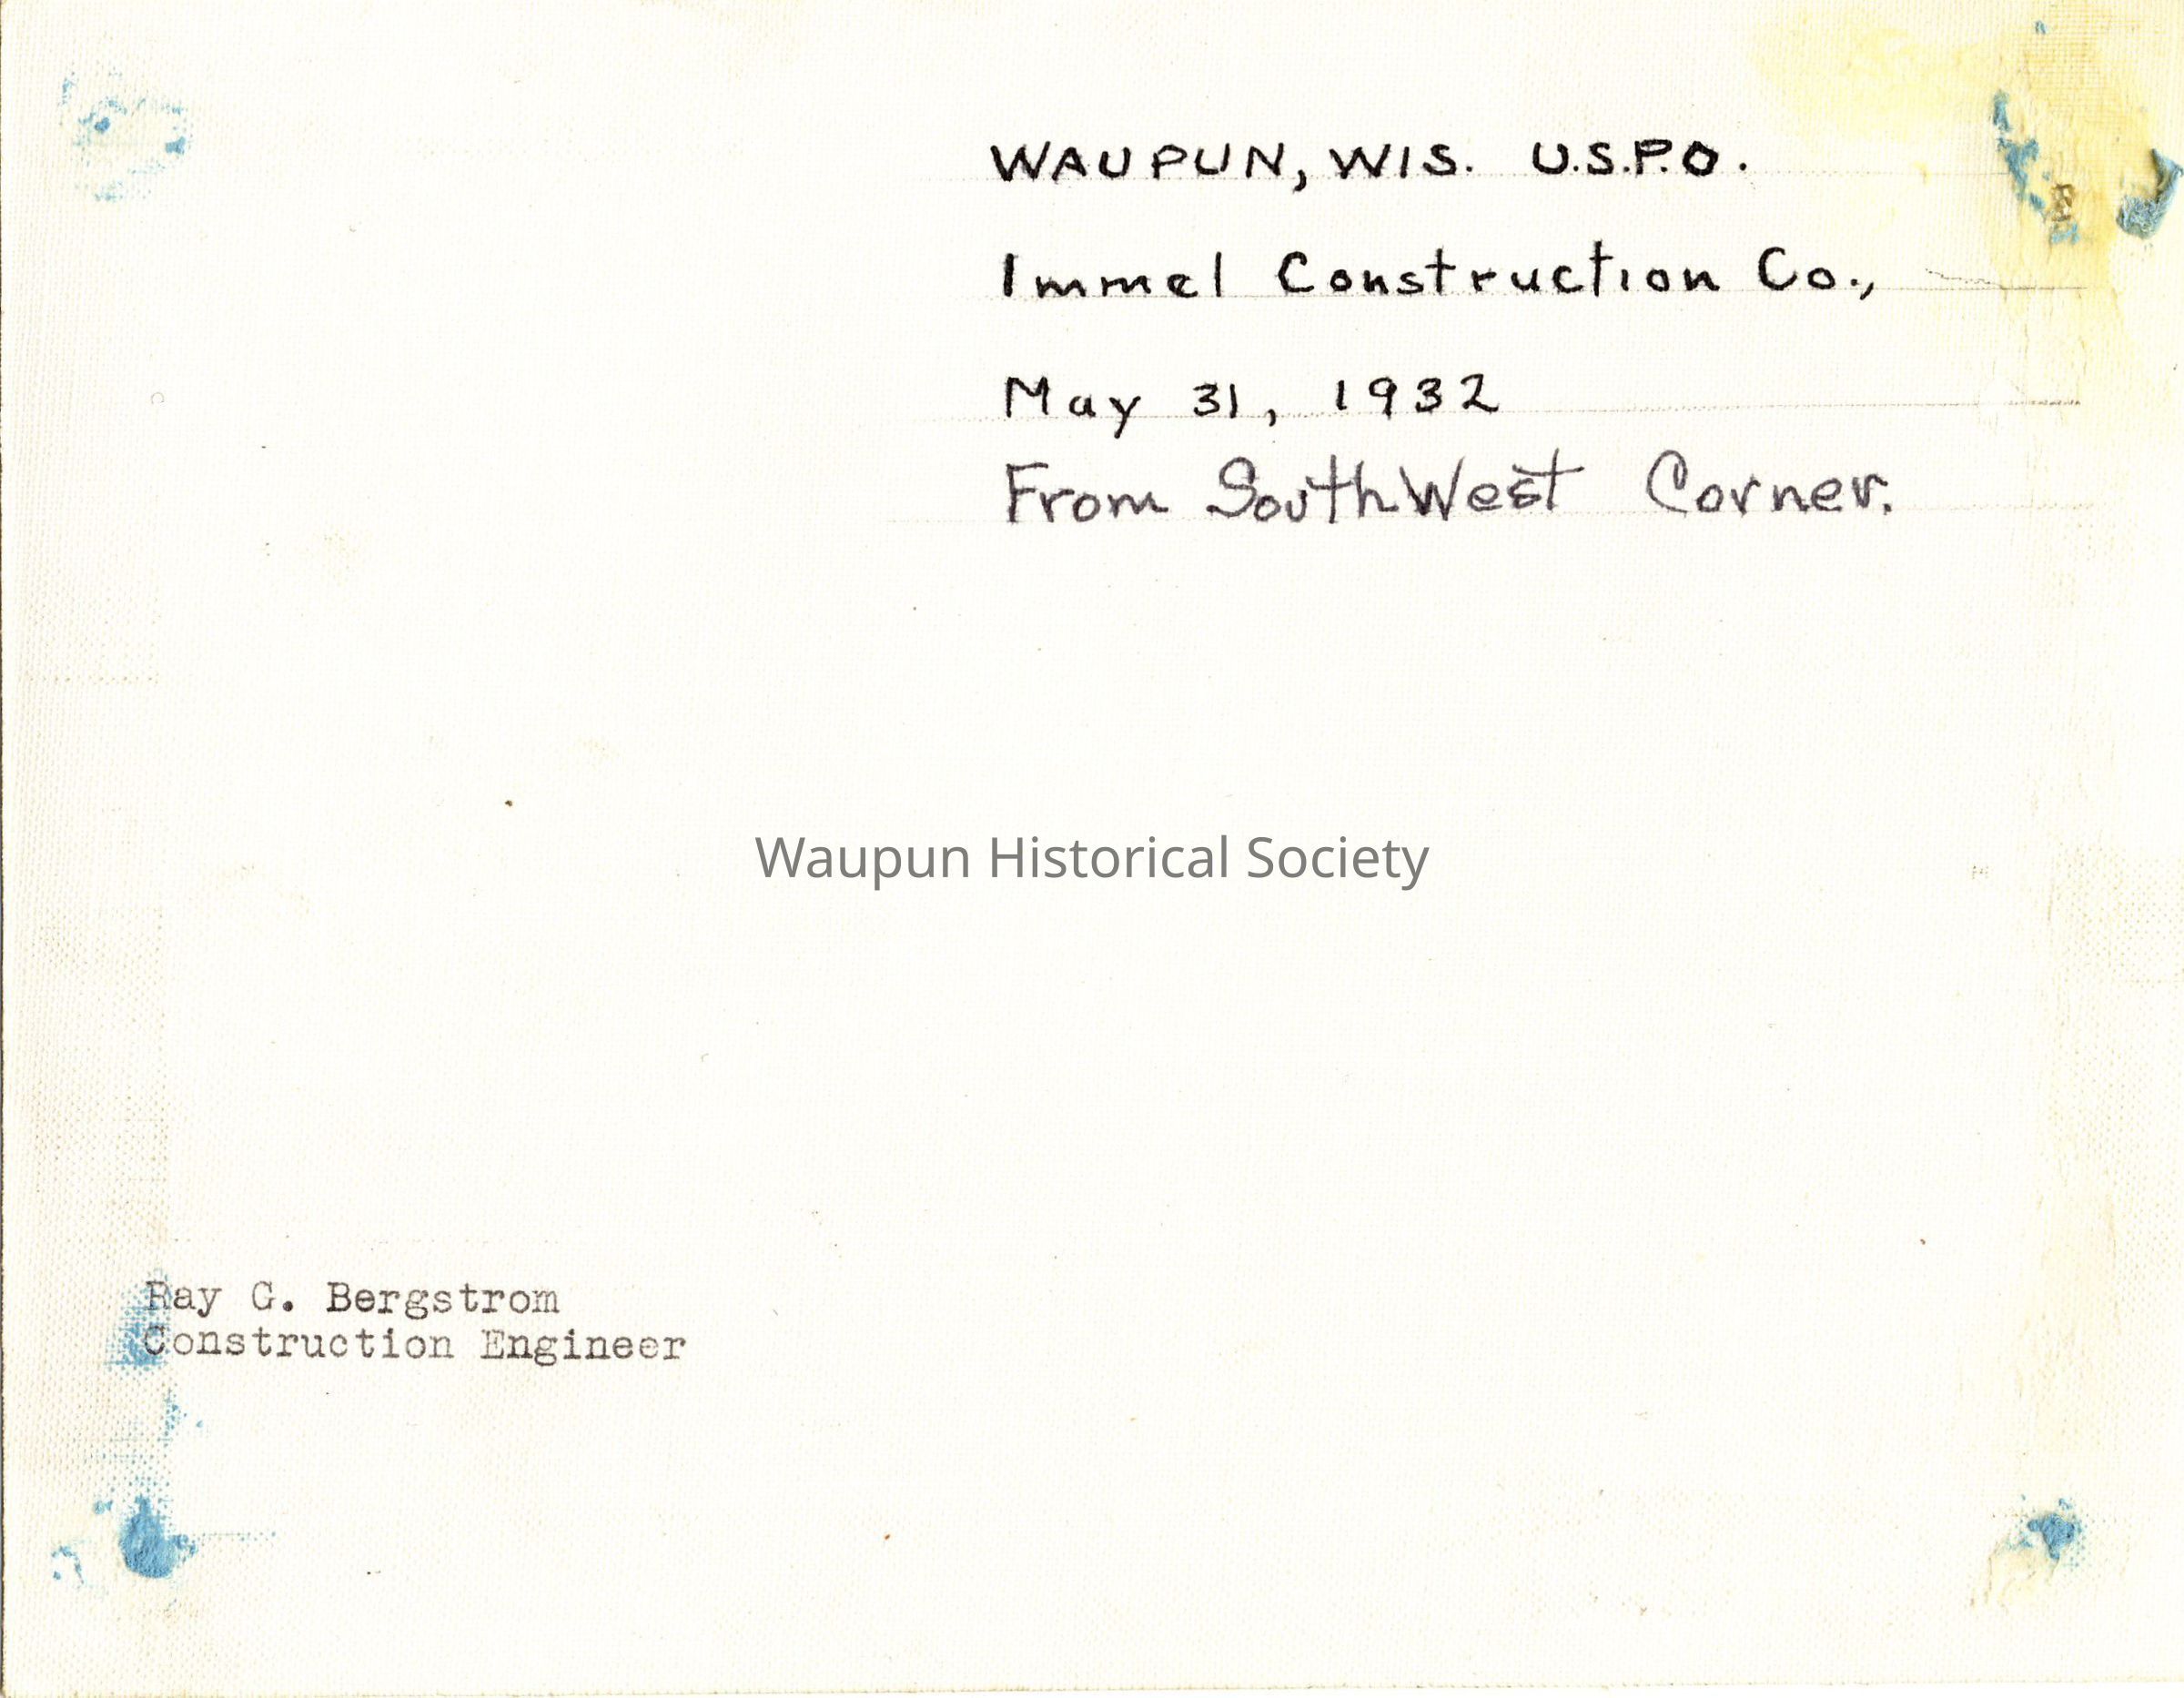 WAUPUN, WIS. U.S.P.O.
Immel Construction Co.,
May 31, 1932
From SouthWest Corner.
Waupun Historical Society
Ray G. Bergstrom
Construction Engineer